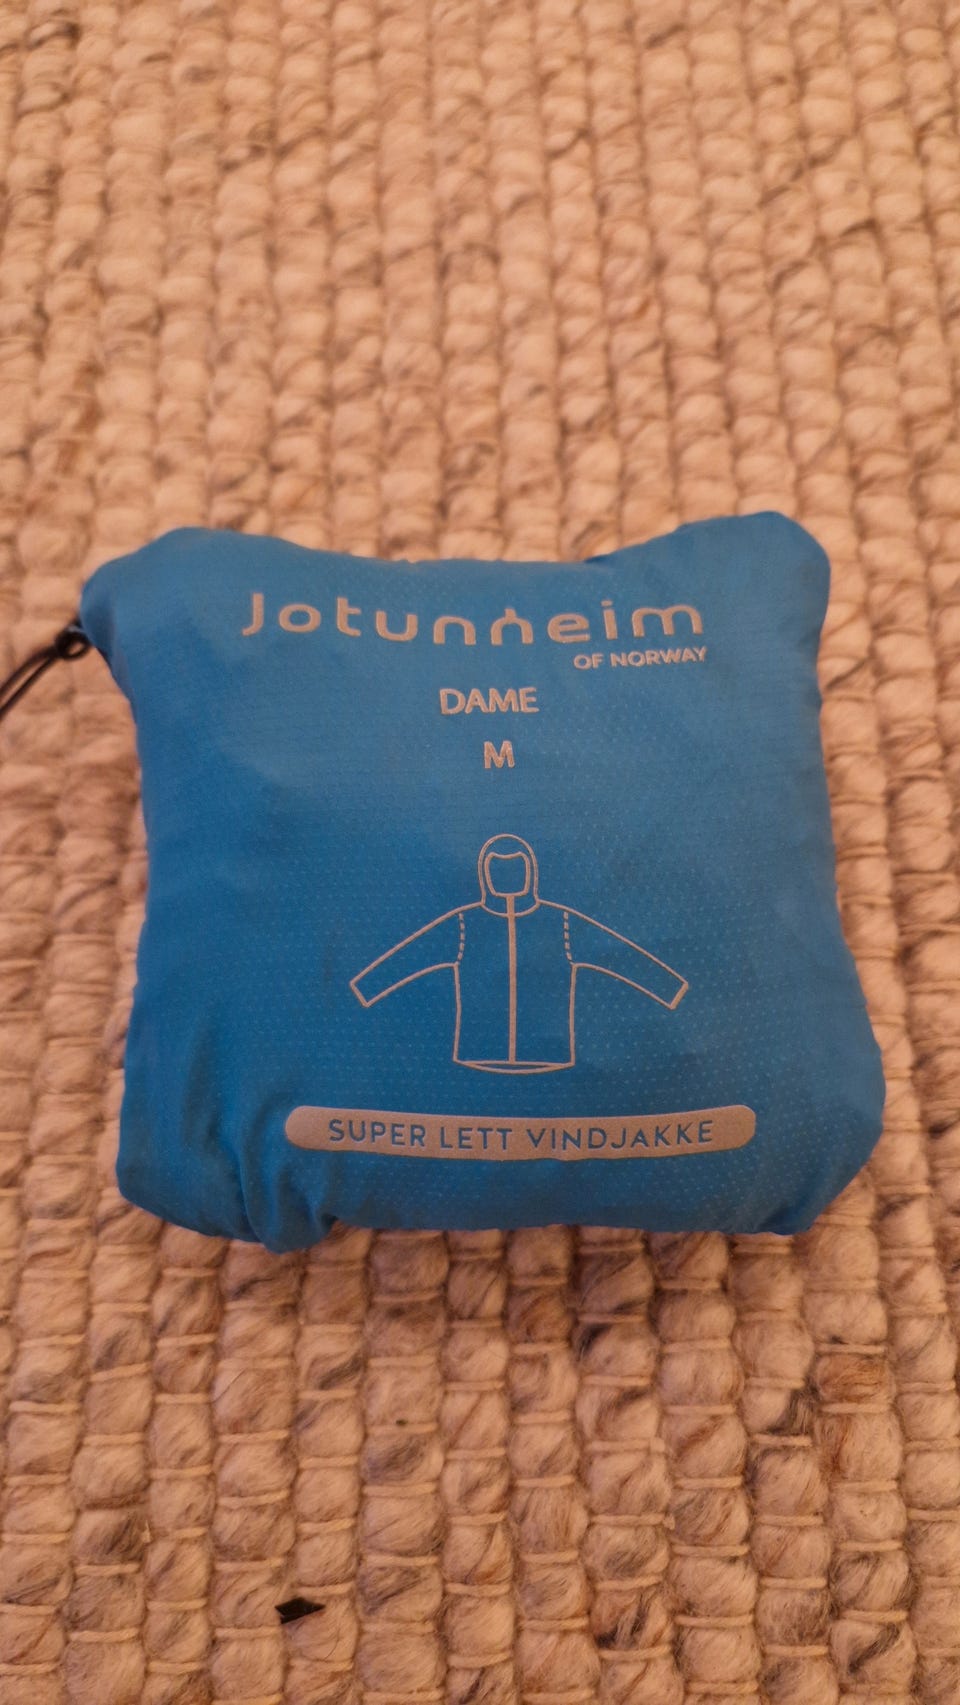 Jotunheim
OF NORWAY
DAME
M
SUPER LETT VINDJAKKE